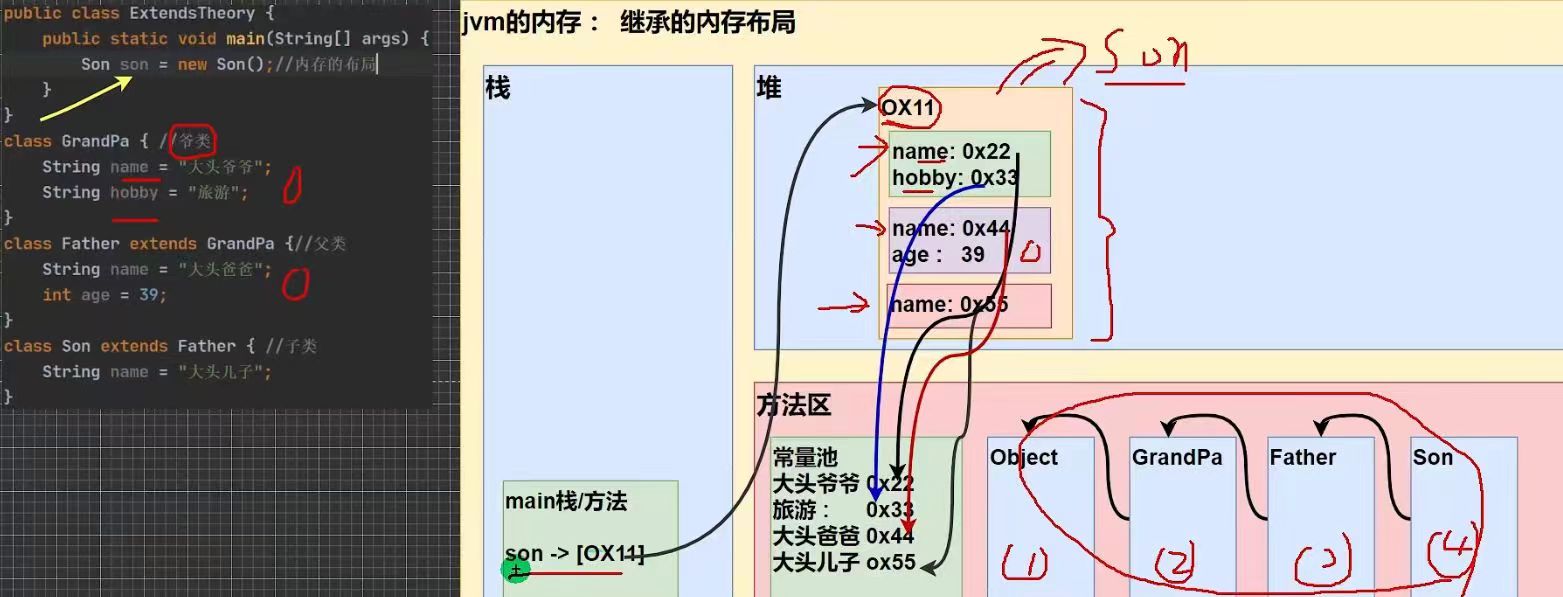 public class ExtendsTheory {
public static void main(String[] args) {
Son son = new Son();//内存的布局
}
}
class GrandPa { //爷类
String name = "大头爷爷";
String hobby = "旅游";
}
class Father extends GrandPa {//父类
String name = "大头爸爸";
int age = 39;
}
class Son extends Father { //子类
String name = "大头儿子";
}
jvm的内存： 继承的内存布局
栈
main栈/方法
son -> [OX11]
堆
Son
OX11
name: 0x22
hobby: 0x33
name: 0x44
age： 39
name: 0x55
方法区
常量池
大头爷爷 0x22
旅游： 0x33
大头爸爸 0x44
大头儿子 ox55
Object
GrandPa
Father
Son
(1)
(2)
(3)
(4)